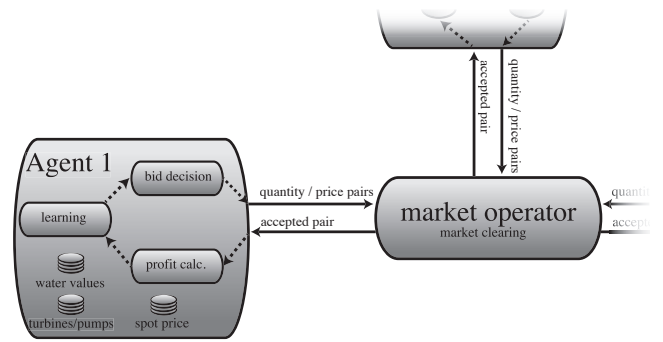 accepted pair
quantity / price pairs
Agent 1
bid decision
learning
profit calc.
water values
turbines/pumps
spot price
quantity / price pairs
accepted pair
market operator
market clearing